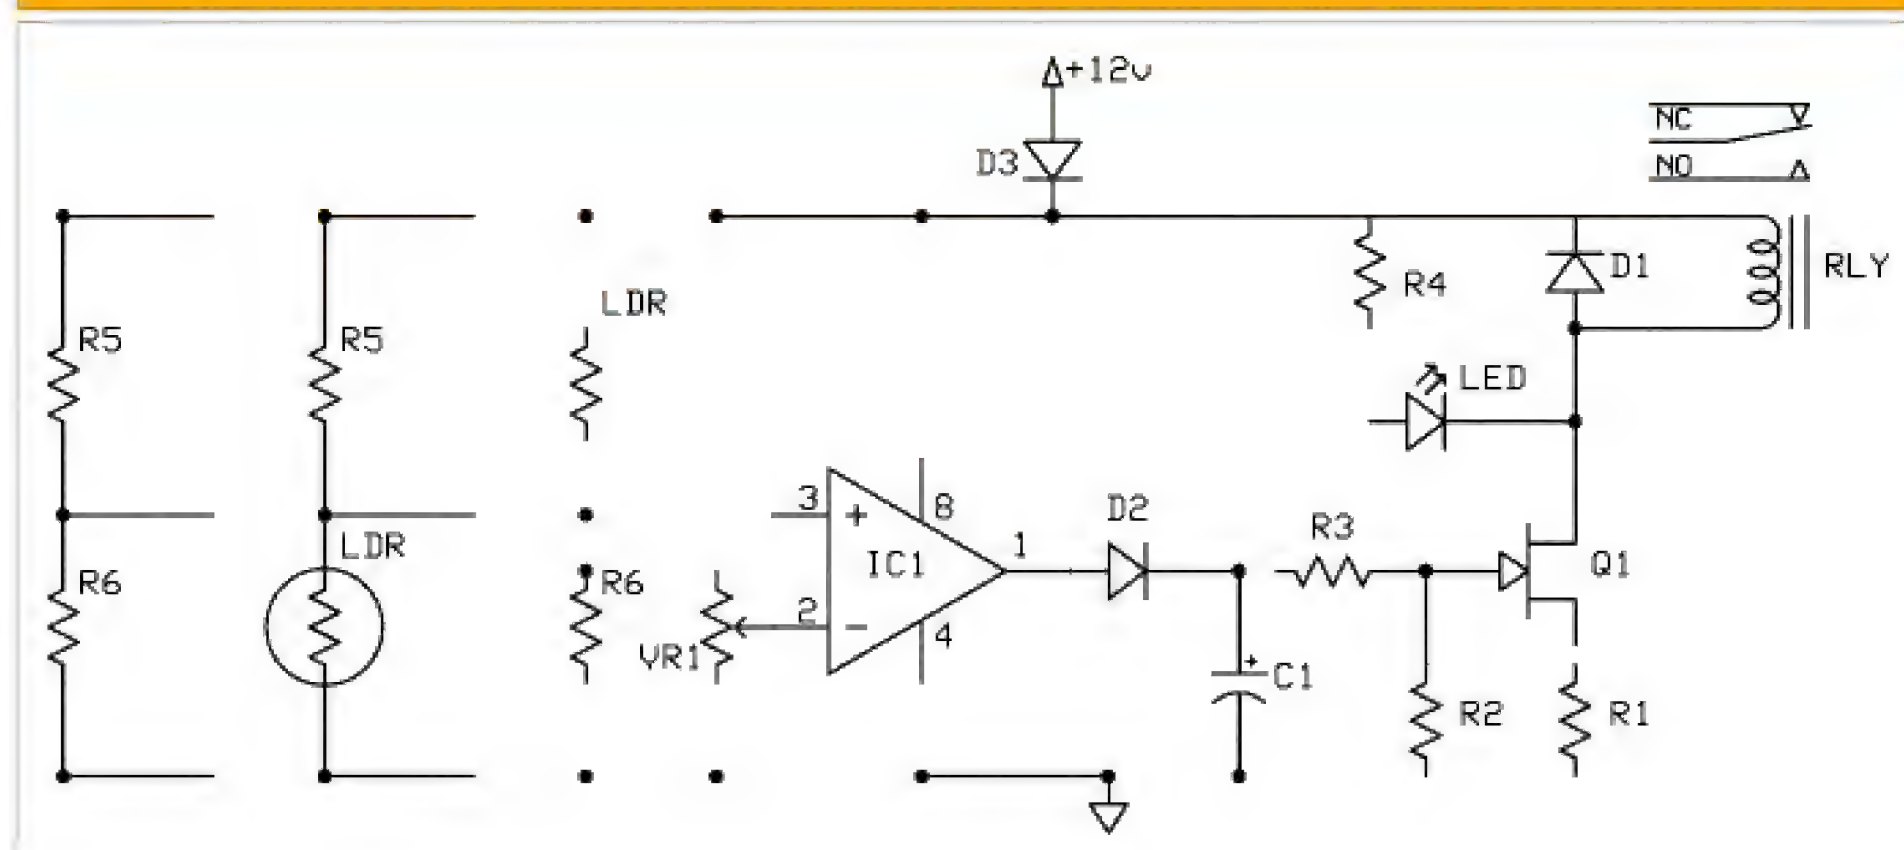 +12v
D3
NC
NO
R4
D1
RLY
LDR
R5
R5
LED
3
+
8
IC1
1
D2
R3
Q1
LDR
R6
R6
2
−
4
VR1
+
C1
R2
R1